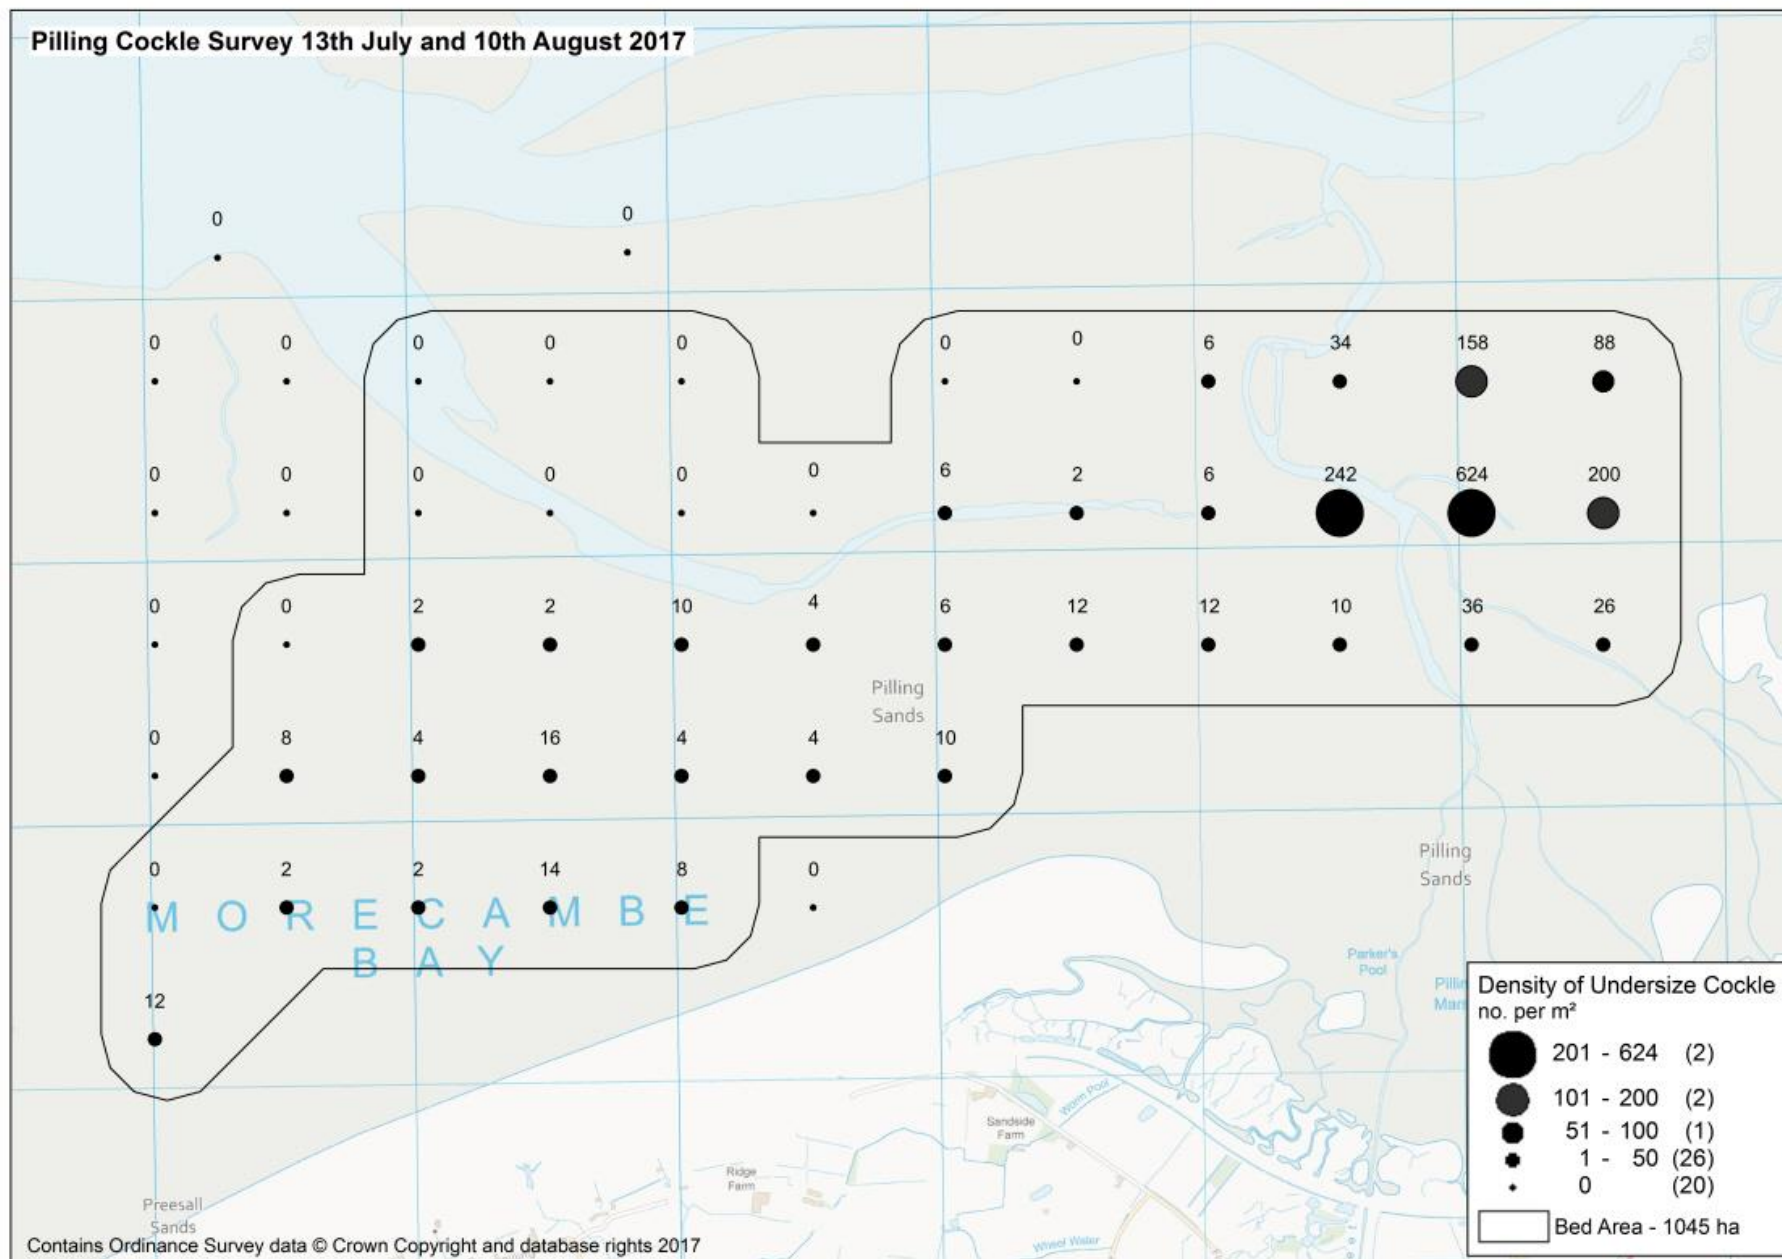 Pilling Cockle Survey 13th July and 10th August 2017
0 0
0 0 0 0 0 0 0 6 34 158 88
0 0 0 0 0 0 6 2 6 242 624 200
0 0 2 2 10 4 6 12 12 10 36 26
Pilling
Sands
0 8 4 16 4 4 10
Pilling
Sands
0 2 2 14 8 0
MORECAMBE
BAY
Parker's
Pool
12
Density of Undersize Cockle
no. per m²
201 - 624 (2)
101 - 200 (2)
51 - 100 (1)
1 - 50 (26)
0 (20)
Bed Area - 1045 ha
Worm Pool
Sandside
Farm
Ridge
Farm
Preesall
Sands
Wheel Water
Contains Ordinance Survey data © Crown Copyright and database rights 2017